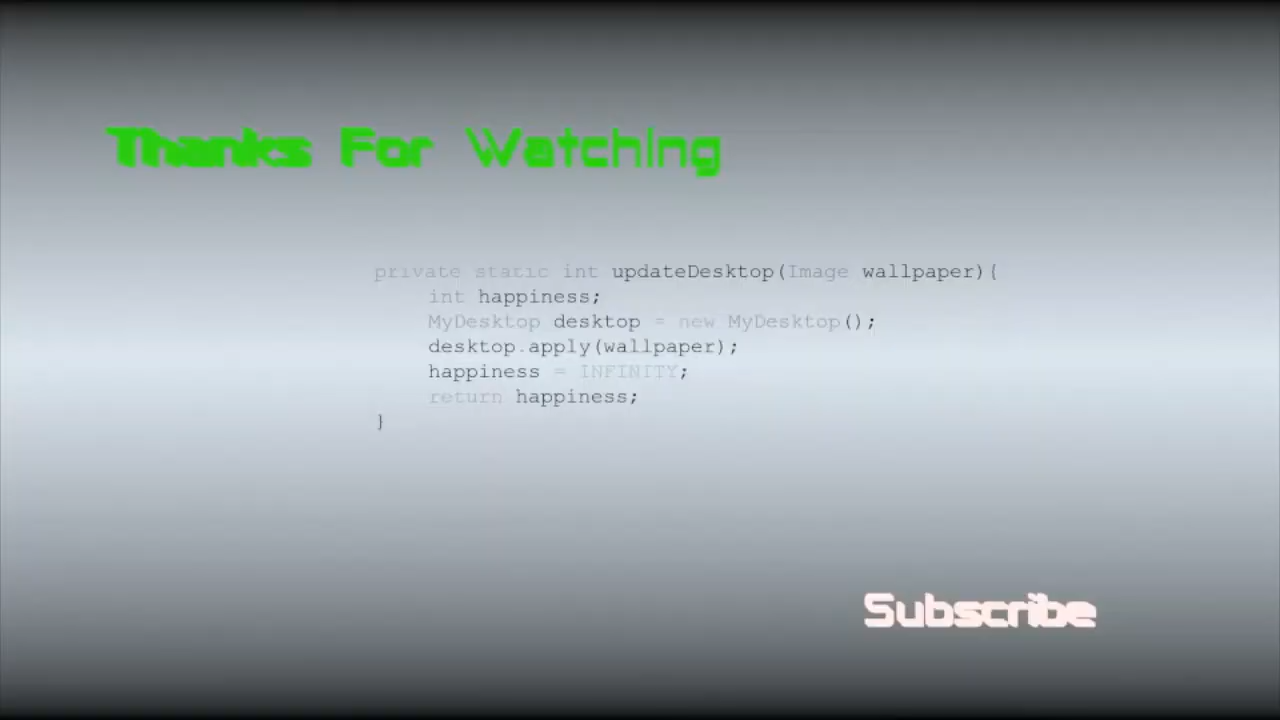 Thanks For Watching
private static int updateDesktop(Image wallpaper){
int happiness;
MyDesktop desktop = new MyDesktop();
desktop.apply(wallpaper);
happiness = INFINITY;
return happiness;
}
Subscribe